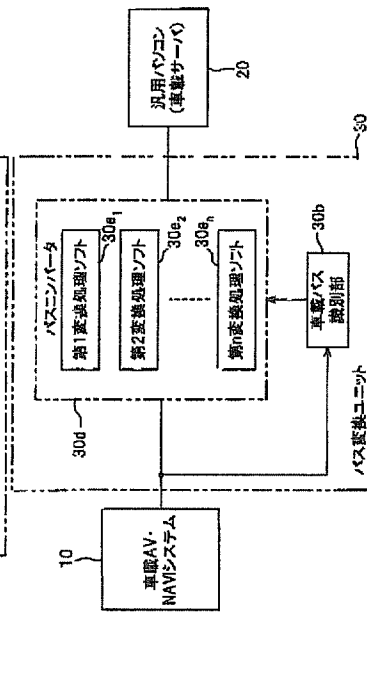 10
車載AV・
NAVIシステム
30d
バスコンバータ
第1変換処理ソフト
30e1
第2変換処理ソフト
30e2
第n変換処理ソフト
30en
車載バス
識別部
30b
バス変換ユニット
30
汎用パソコン
(車載サーバ)
20